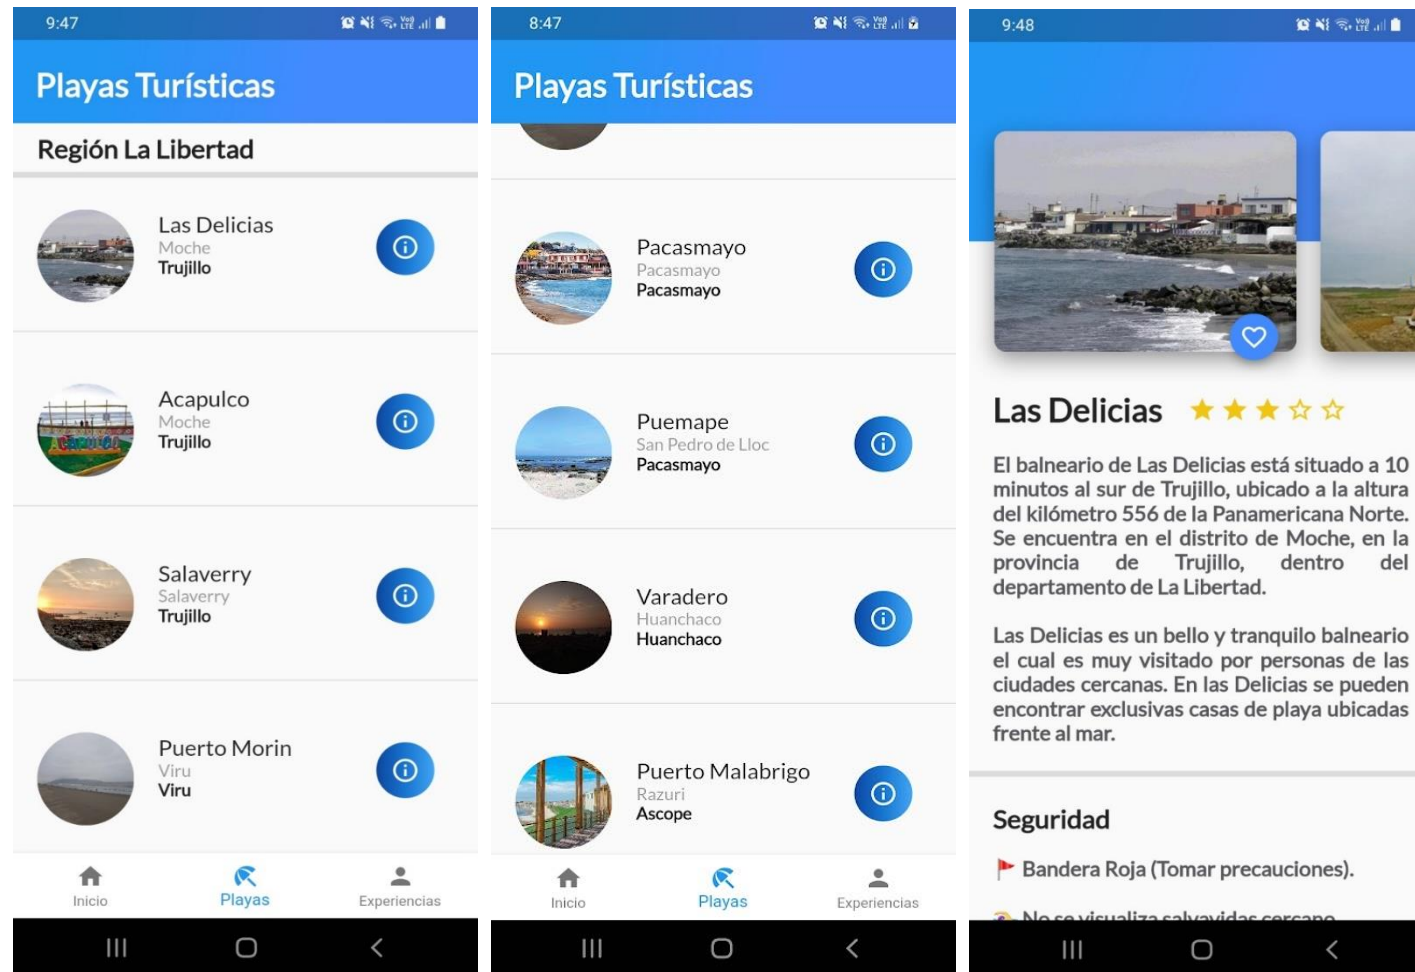 9:47
Playas Turísticas
Región La Libertad
Las Delicias
Moche
Trujillo
Acapulco
Moche
Trujillo
ACAPULCO
Salaverry
Salaverry
Trujillo
Puerto Morin
Viru
Viru
Inicio
Playas
Experiencias
8:47
Playas Turísticas
Pacasmayo
Pacasmayo
Pacasmayo
Puemape
San Pedro de Lloc
Pacasmayo
Varadero
Huanchaco
Huanchaco
Puerto Malabrigo
Razuri
Ascope
Inicio
Playas
Experiencias
9:48
Las Delicias
El balneario de Las Delicias está situado a 10
minutos al sur de Trujillo, ubicado a la altura
del kilómetro 556 de la Panamericana Norte.
Se encuentra en el distrito de Moche, en la
provincia de Trujillo, dentro del
departamento de La Libertad.
Las Delicias es un bello y tranquilo balneario
el cual es muy visitado por personas de las
ciudades cercanas. En las Delicias se pueden
encontrar exclusivas casas de playa ubicadas
frente al mar.
Seguridad
Bandera Roja (Tomar precauciones).
No se visualiza salvavidas cercano